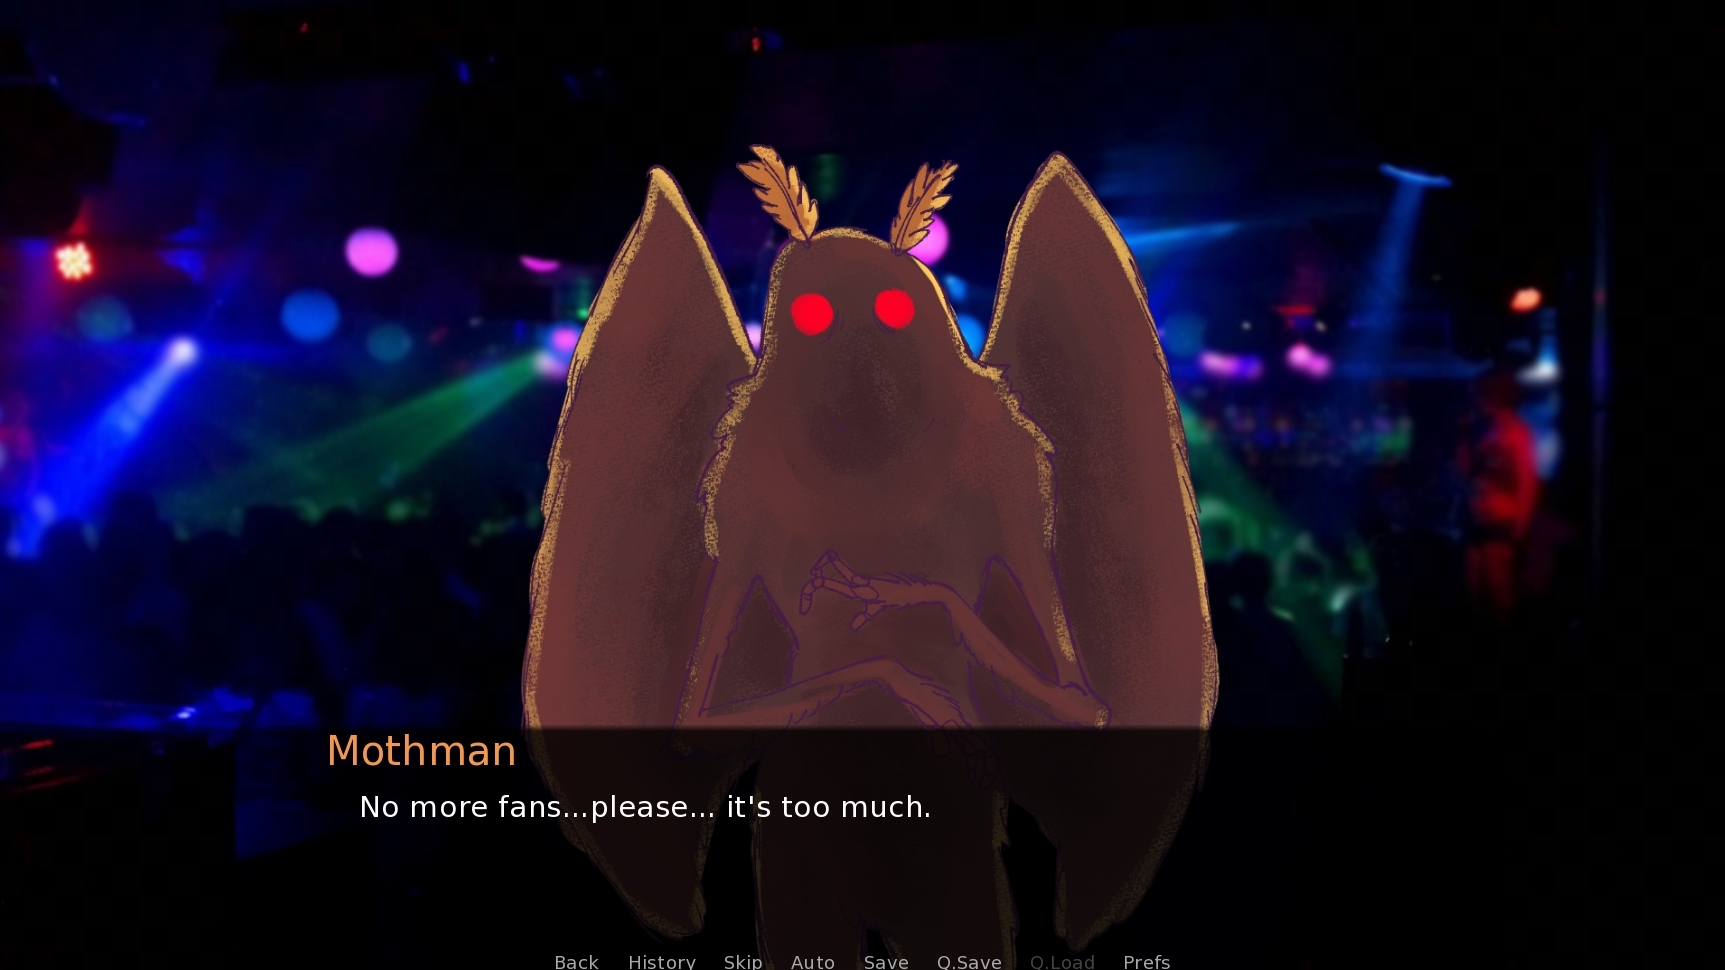 Mothman
No more fans...please... it's too much.
Back History Skip Auto Save Q.Save Q.Load Prefs